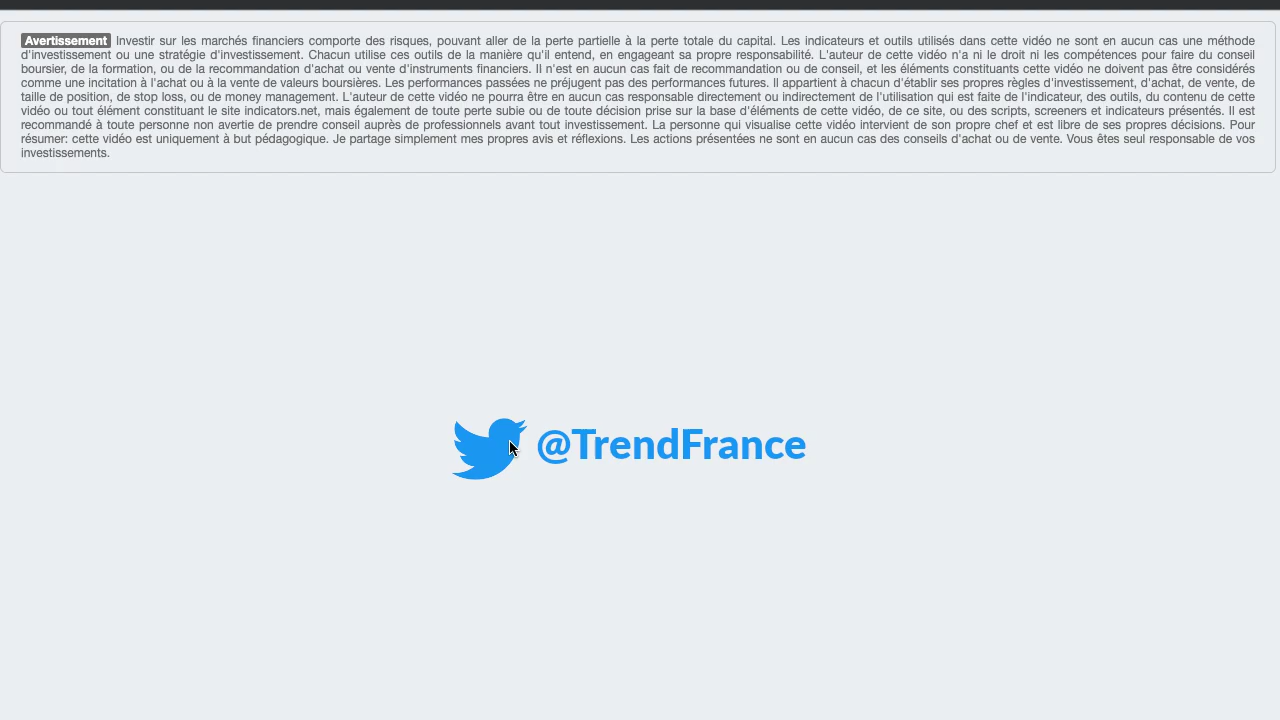 Avertissement Investir sur les marchés financiers comporte des risques, pouvant aller de la perte partielle à la perte totale du capital. Les indicateurs et outils utilisés dans cette vidéo ne sont en aucun cas une méthode
d'investissement ou une stratégie d'investissement. Chacun utilise ces outils de la manière qu'il entend, en engageant sa propre responsabilité. L'auteur de cette vidéo n'a ni le droit ni les compétences pour faire du conseil
boursier, de la formation, ou de la recommandation d'achat ou vente d'instruments financiers. Il n'est en aucun cas fait de recommandation ou de conseil, et les éléments constituants cette vidéo ne doivent pas être considérés
comme une incitation à l'achat ou à la vente de valeurs boursières. Les performances passées ne préjugent pas des performances futures. Il appartient à chacun d'établir ses propres règles d'investissement, d'achat, de vente, de
taille de position, de stop loss, ou de money management. L'auteur de cette vidéo ne pourra être en aucun cas responsable directement ou indirectement de l'utilisation qui est faite de l'indicateur, des outils, du contenu de cette
vidéo ou tout élément constituant le site indicators.net, mais également de toute perte subie ou de toute décision prise sur la base d'éléments de cette vidéo, de ce site, ou des scripts, screeners et indicateurs présentés. Il est
recommandé à toute personne non avertie de prendre conseil auprès de professionnels avant tout investissement. La personne qui visualise cette vidéo intervient de son propre chef et est libre de ses propres décisions. Pour
résumer: cette vidéo est uniquement à but pédagogique. Je partage simplement mes propres avis et réflexions. Les actions présentées ne sont en aucun cas des conseils d'achat ou de vente. Vous êtes seul responsable de vos
investissements.
@TrendFrance